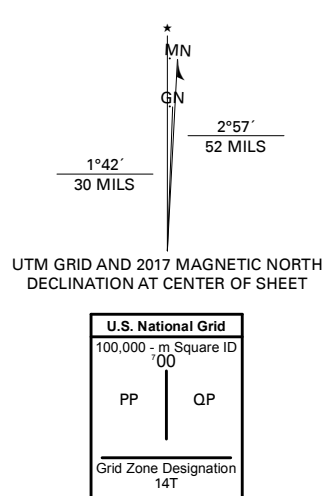 ★
MN
GN
2°57´
52 MILS
1°42´
30 MILS
UTM GRID AND 2017 MAGNETIC NORTH
DECLINATION AT CENTER OF SHEET
U.S. National Grid
100,000 - m Square ID
⁷00
PP QP
Grid Zone Designation
14T